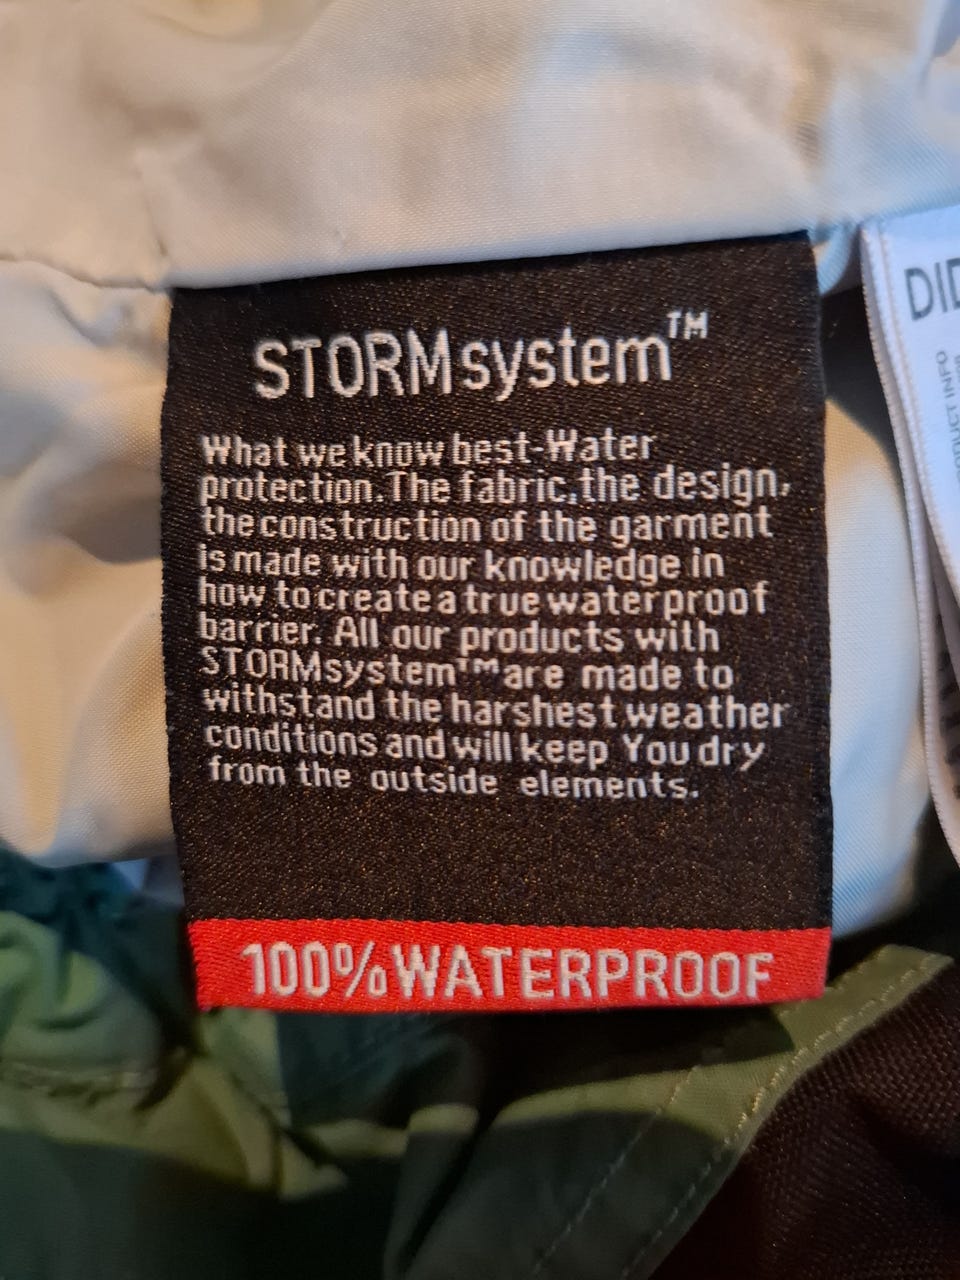 STORMsystem™
What we know best-Water
protection. The fabric, the design,
the construction of the garment
is made with our knowledge in
how to create a true waterproof
barrier. All our products with
STORMsystem™ are made to
withstand the harshest weather
conditions and will keep You dry
from the outside elements.
100% WATERPROOF